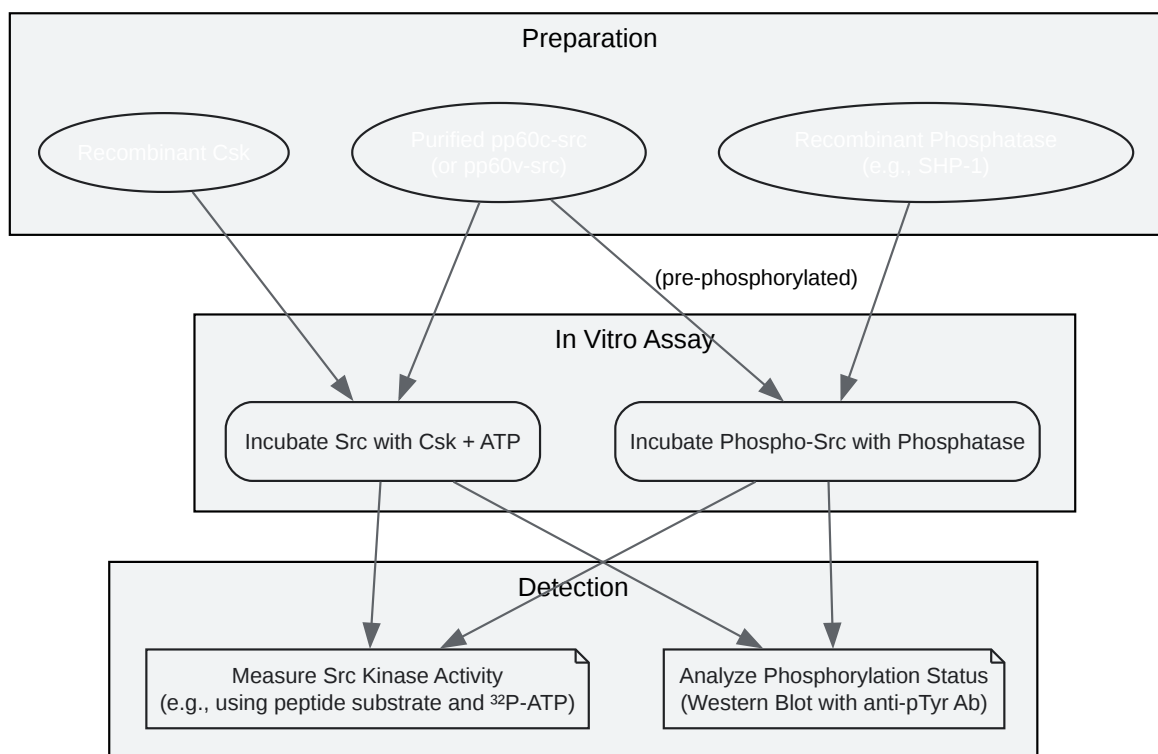 Preparation
Recombinant Csk
Purified pp60c-src
(or pp60v-src)
Recombinant Phosphatase
(e.g., SHP-1)
(pre-phosphorylated)
In Vitro Assay
Incubate Src with Csk + ATP
Incubate Phospho-Src with Phosphatase
Detection
Measure Src Kinase Activity
(e.g., using peptide substrate and ³²P-ATP)
Analyze Phosphorylation Status
(Western Blot with anti-pTyr Ab)